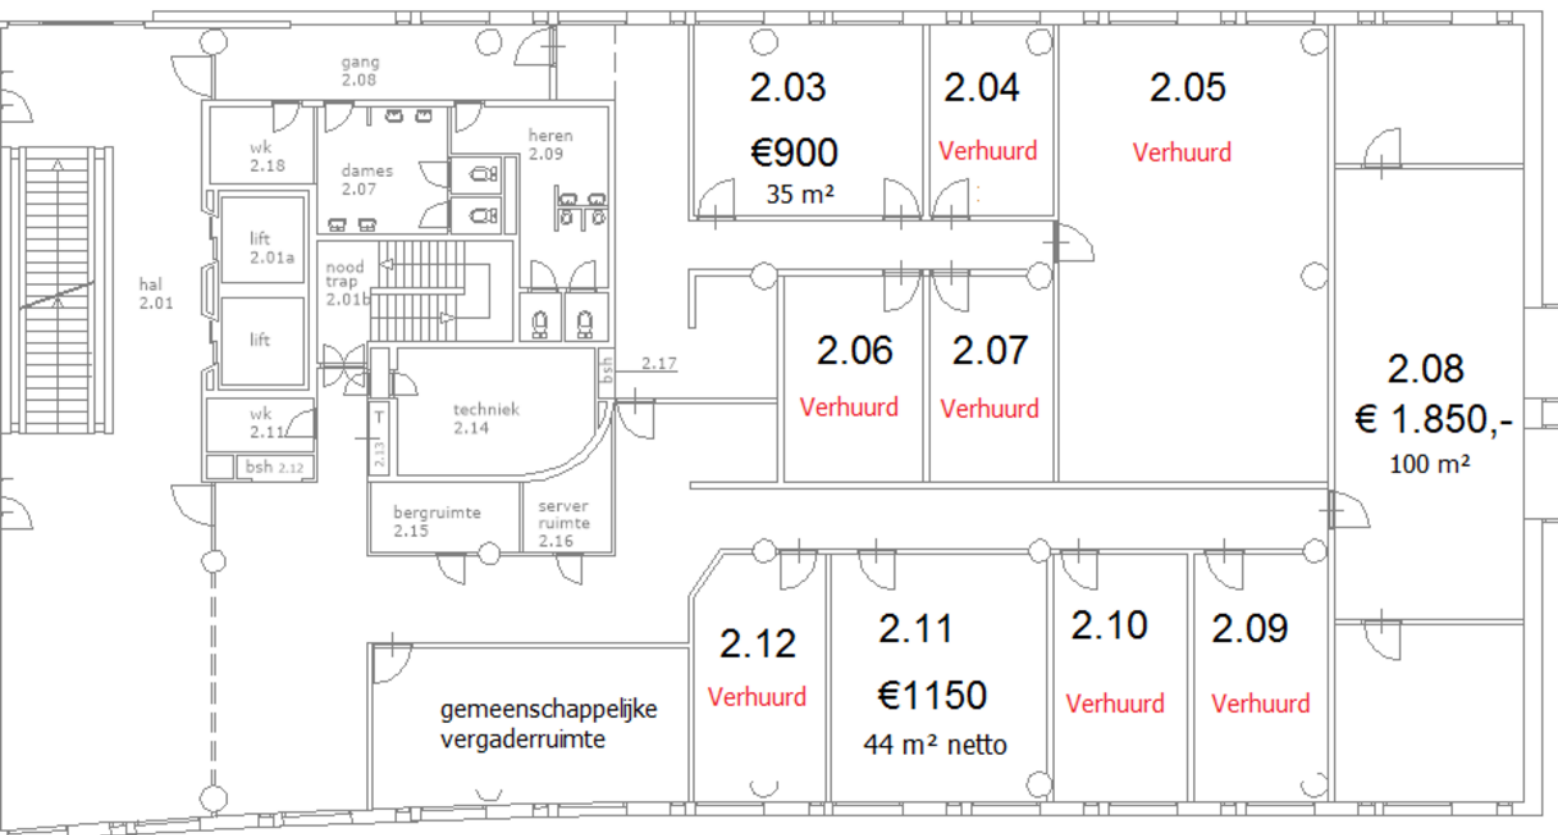 gang
2.08
wk
2.18
dames
2.07
heren
2.09
lift
2.01a
nood
trap
2.01b
hal
2.01
lift
bsh
2.17
wk
2.11
T
2.13
techniek
2.14
bsh 2.12
bergruimte
2.15
server
ruimte
2.16
gemeenschappelijke
vergaderruimte
2.03
€900
35 m²
2.04
Verhuurd
2.05
Verhuurd
2.06
Verhuurd
2.07
Verhuurd
2.08
€ 1.850,-
100 m²
2.12
Verhuurd
2.11
€1150
44 m² netto
2.10
Verhuurd
2.09
Verhuurd